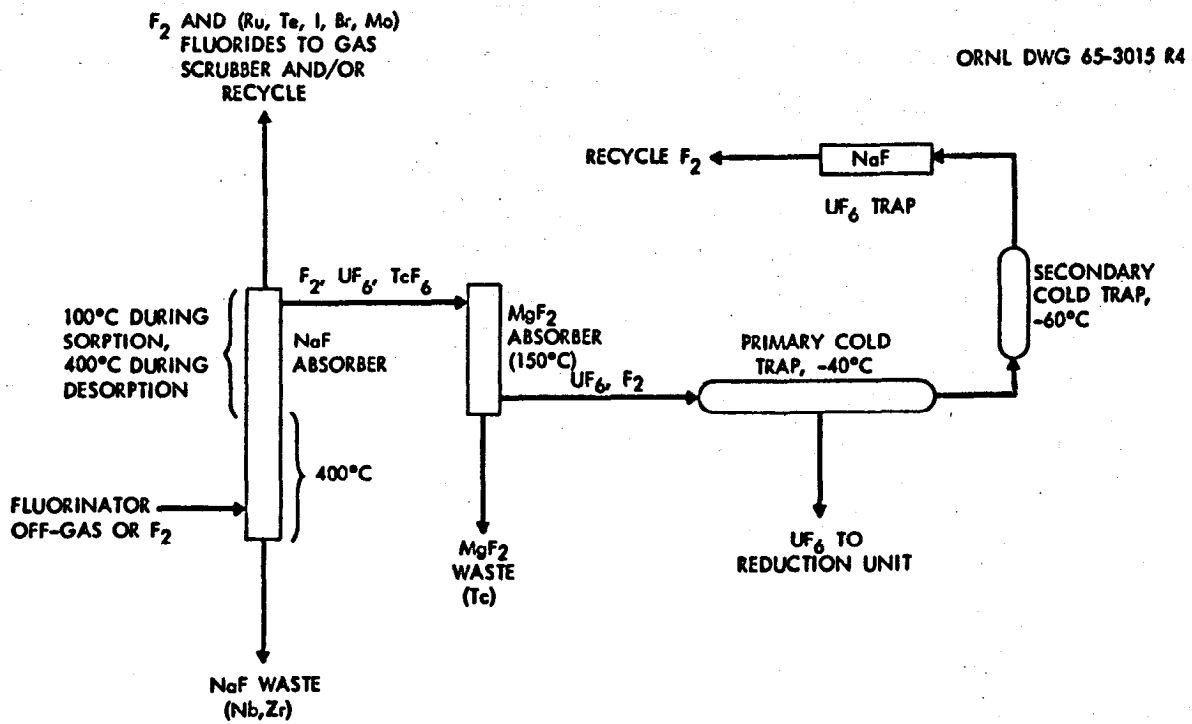 F2 AND (Ru, Te, I, Br, Mo)
FLUORIDES TO GAS
SCRUBBER AND/OR
RECYCLE
ORNL DWG 65-3015 R4
RECYCLE F2
NaF
UF6 TRAP
F2, UF6, TcF6
SECONDARY
COLD TRAP,
-60°C
100°C DURING
SORPTION,
400°C DURING
DESORPTION
NaF
ABSORBER
MgF2
ABSORBER
(150°C)
PRIMARY COLD
TRAP, -40°C
UF6, F2
400°C
FLUORINATOR
OFF-GAS OR F2
MgF2
WASTE
(Tc)
UF6 TO
REDUCTION UNIT
NaF WASTE
(Nb,Zr)